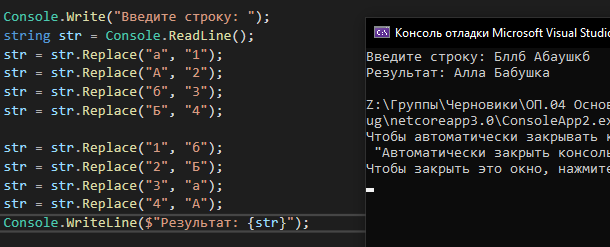 Console.Write("Введите строку: ");
string str = Console.ReadLine();
str = str.Replace("а", "1");
str = str.Replace("А", "2");
str = str.Replace("б", "3");
str = str.Replace("Б", "4");
str = str.Replace("1", "б");
str = str.Replace("2", "Б");
str = str.Replace("3", "а");
str = str.Replace("4", "А");
Console.WriteLine($"Результат: {str}");
Консоль отладки Microsoft Visual Studio
Введите строку: Бллб Абаушкб
Результат: Алла Бабушка
Z:\Группы\Черновики\ОП.04 Основ
ug\netcoreapp3.0\ConsoleApp2.ex
Чтобы автоматически закрывать к
"Автоматически закрыть консоль
Чтобы закрыть это окно, нажмите